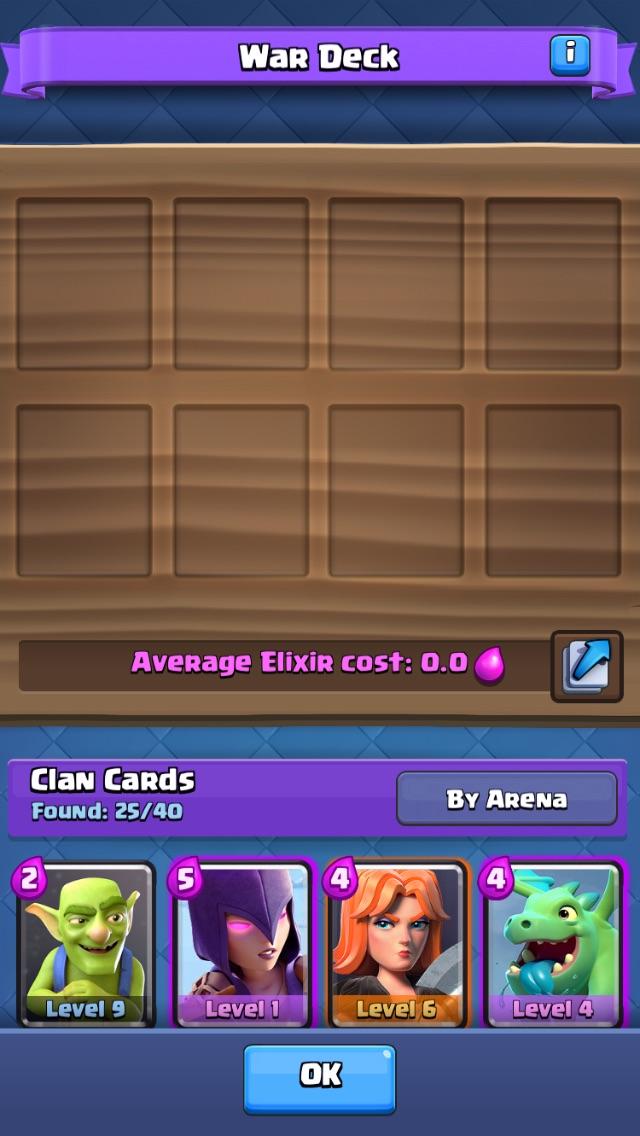 War Deck
i
Average Elixir cost: 0.0
Clan Cards
Found: 25/40
By Arena
2
5
4
4
Level 9
Level 1
Level 6
Level 4
OK